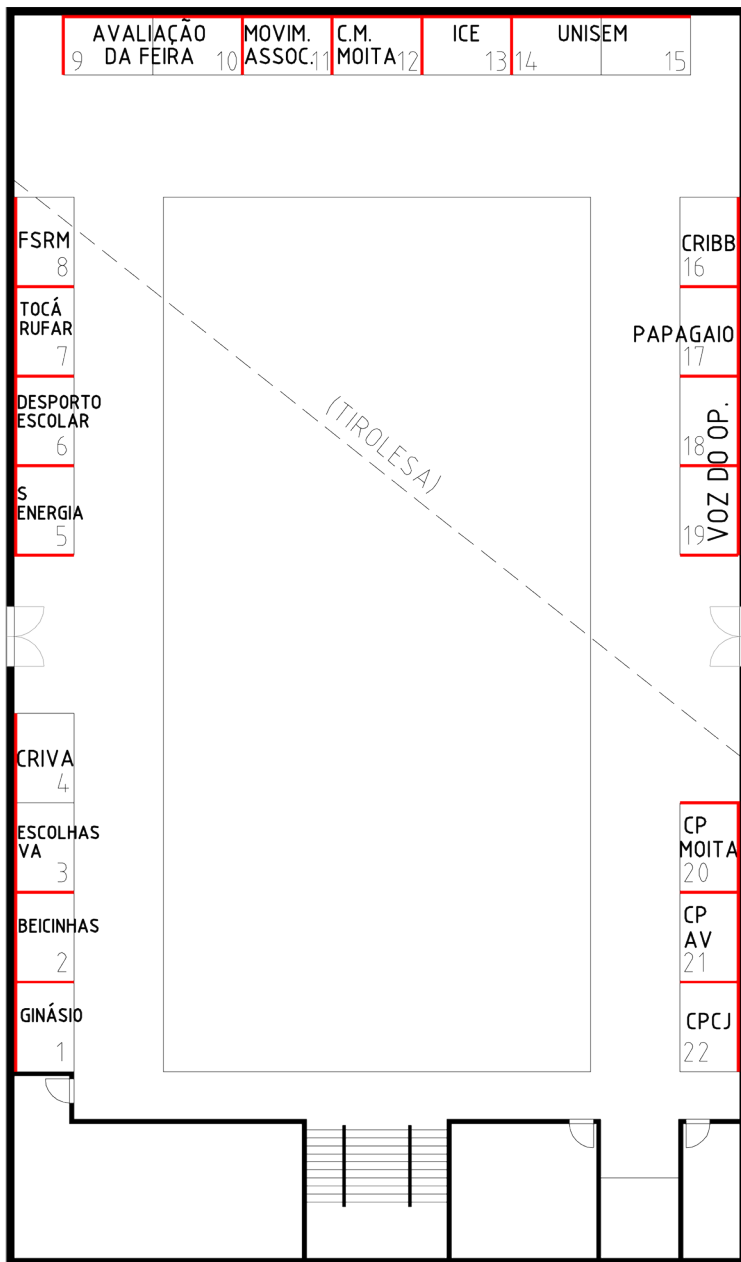 AVALIAÇÃO
DA FEIRA
9
10
MOVIM.
ASSOC.
11
C.M.
MOITA
12
ICE
13
UNISEM
14
15
FSRM
8
TOCÁ
RUFAR
7
DESPORTO
ESCOLAR
6
S
ENERGIA
5
(TIROLESA)
CRIBB
16
PAPAGAIO
17
VOZ DO OP.
18
19
CRIVA
4
ESCOLHAS
VA
3
BEICINHAS
2
GINÁSIO
1
CP
MOITA
20
CP
AV
21
CPCJ
22